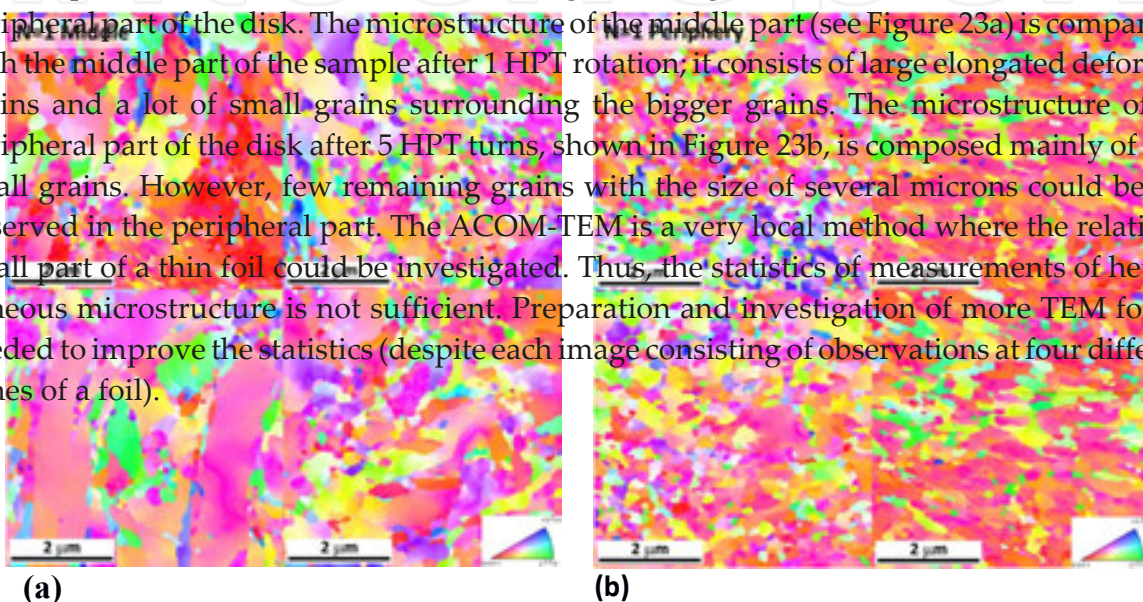 ipheral part of the disk. The microstructure of the middle part (see Figure 23a) is compar
h the middle part of the sample after 1 HPT rotation; it consists of large elongated defor
ins and a lot of small grains surrounding the bigger grains. The microstructure o
ipheral part of the disk after 5 HPT turns, shown in Figure 23b, is composed mainly of
all grains. However, few remaining grains with the size of several microns could be
served in the peripheral part. The ACOM-TEM is a very local method where the relati
all part of a thin foil could be investigated. Thus, the statistics of measurements of he
neous microstructure is not sufficient. Preparation and investigation of more TEM fo
eded to improve the statistics (despite each image consisting of observations at four diffe
nes of a foil).
N=1 Middle
N=1 Periphery
2 μm
2 μm
2 μm
2 μm
(a)
(b)